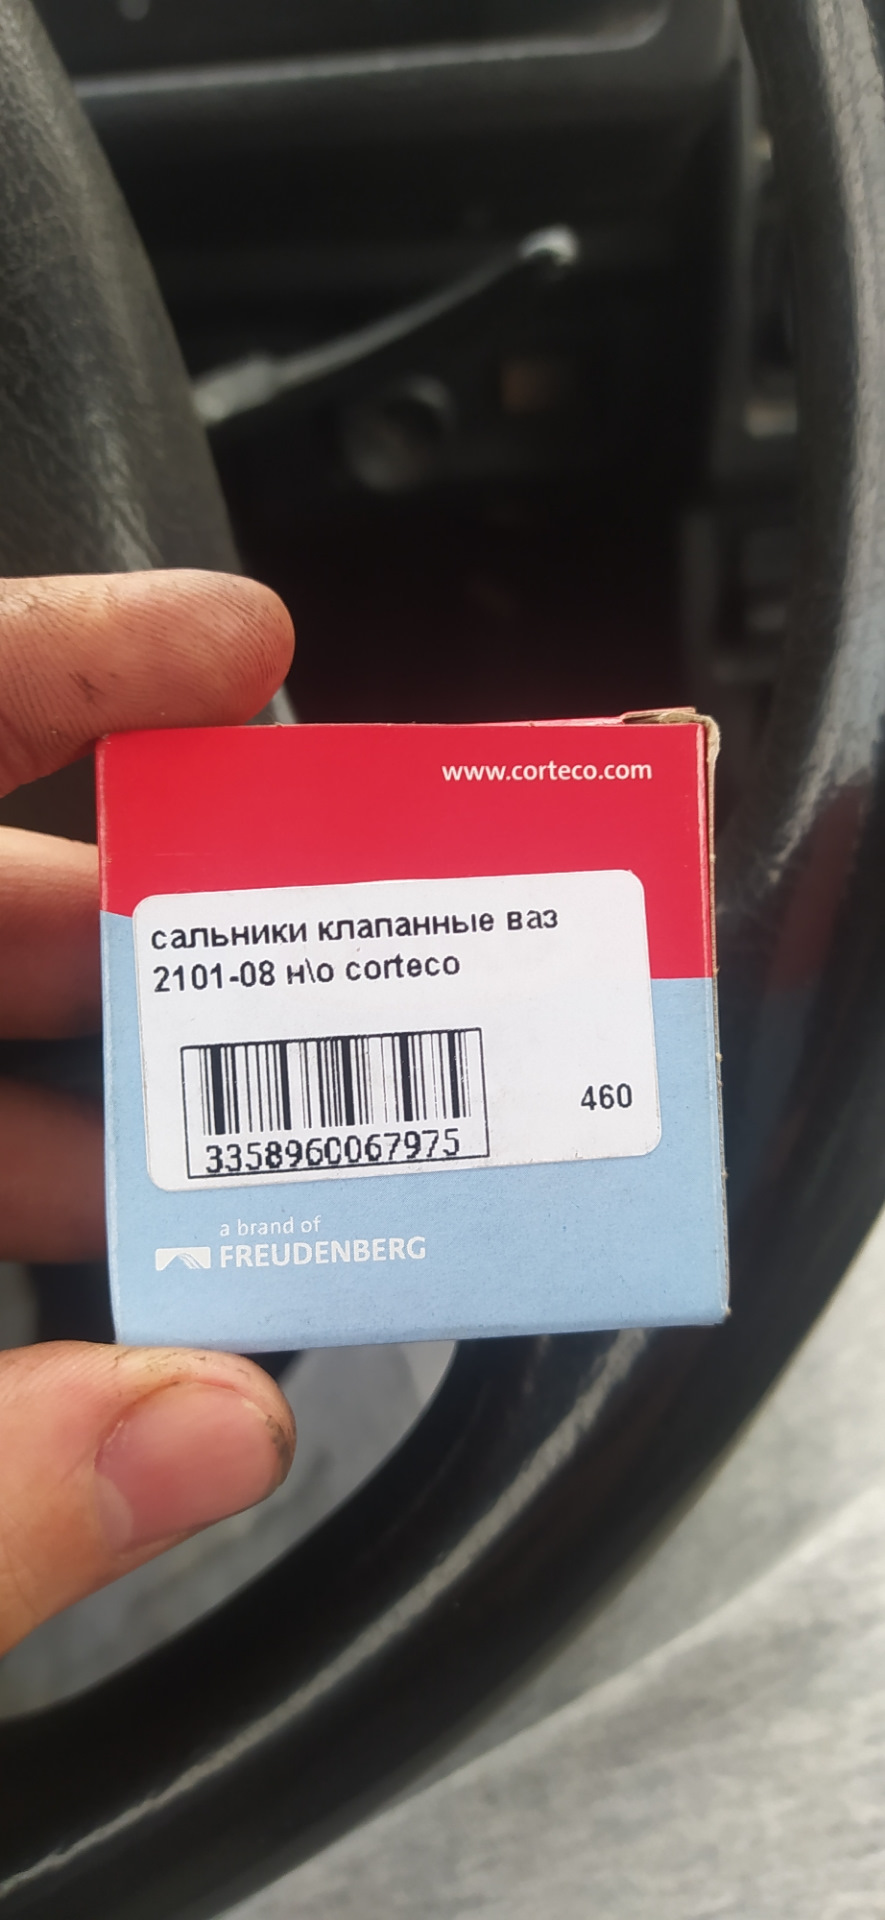 www.corteco.com
сальники клапанные ваз
2101-08 н\о corteco
460
3358960067975
a brand of
FREUDENBERG